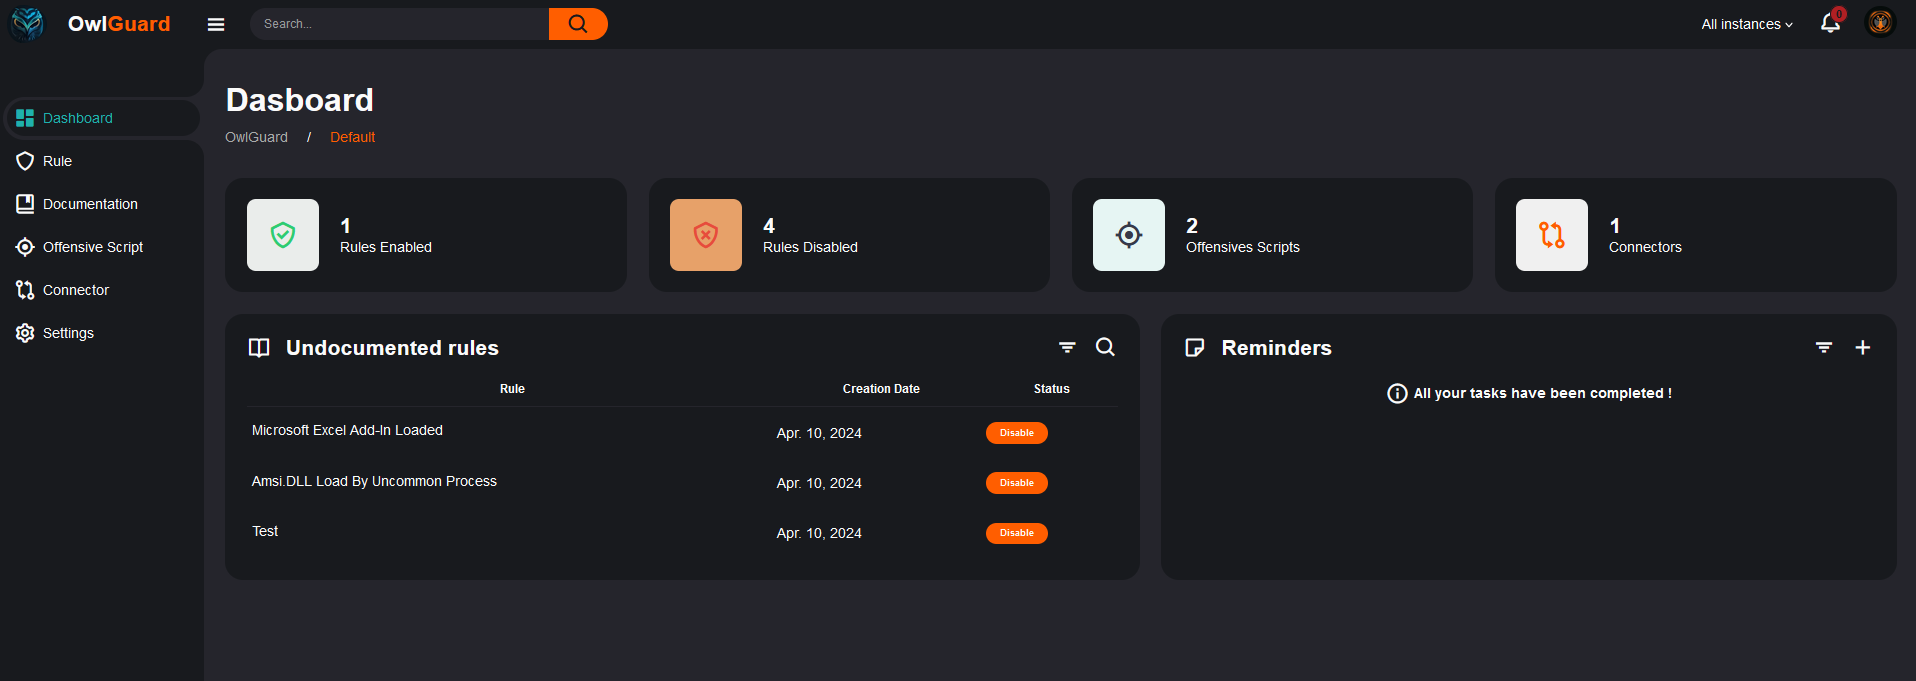 OwlGuard
Search...
All instances
0
Dashboard
Rule
Documentation
Offensive Script
Connector
Settings
Dasboard
OwlGuard / Default
1
Rules Enabled
4
Rules Disabled
2
Offensives Scripts
1
Connectors
Undocumented rules
Rule Creation Date Status
Microsoft Excel Add-In Loaded Apr. 10, 2024 Disable
Amsi.DLL Load By Uncommon Process Apr. 10, 2024 Disable
Test Apr. 10, 2024 Disable
Reminders
All your tasks have been completed !